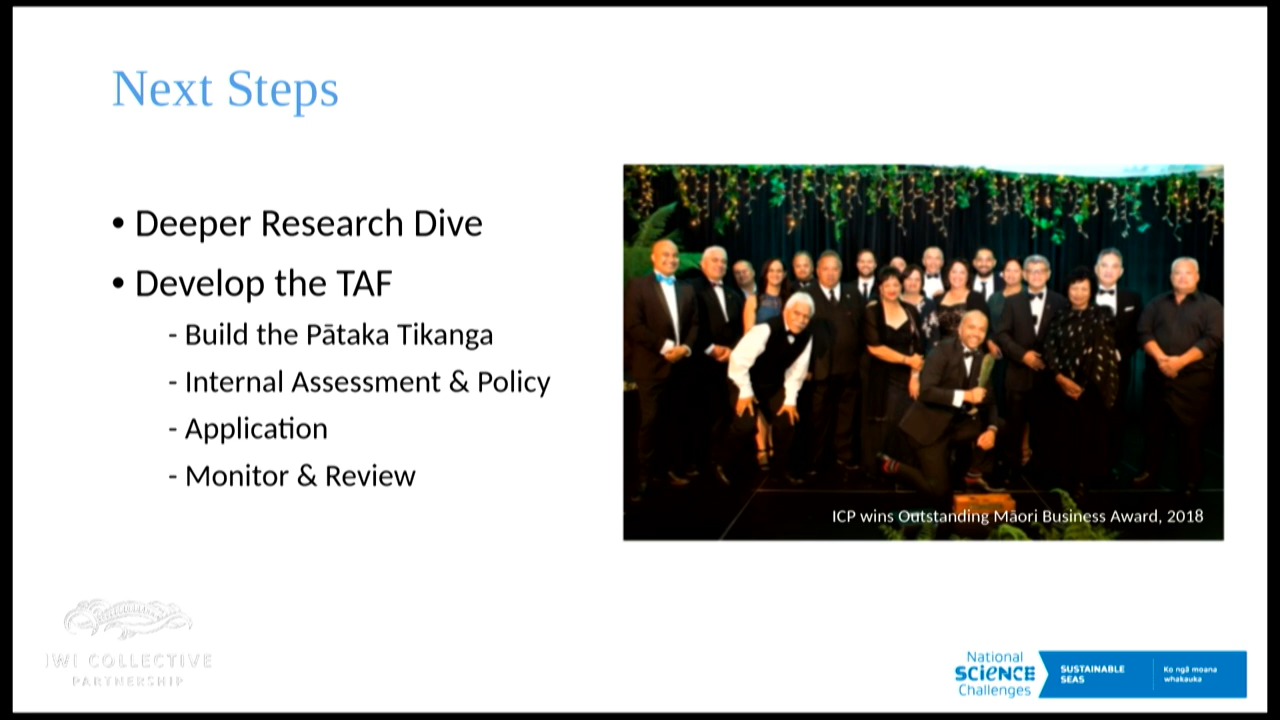 Next Steps
• Deeper Research Dive
• Develop the TAF
- Build the Pātaka Tikanga
- Internal Assessment & Policy
- Application
- Monitor & Review
ICP wins Outstanding Māori Business Award, 2018
IWI COLLECTIVE
PARTNERSHIP
National
SCiENCE
Challenges
SUSTAINABLE
SEAS
Ko ngā moana
whakauka